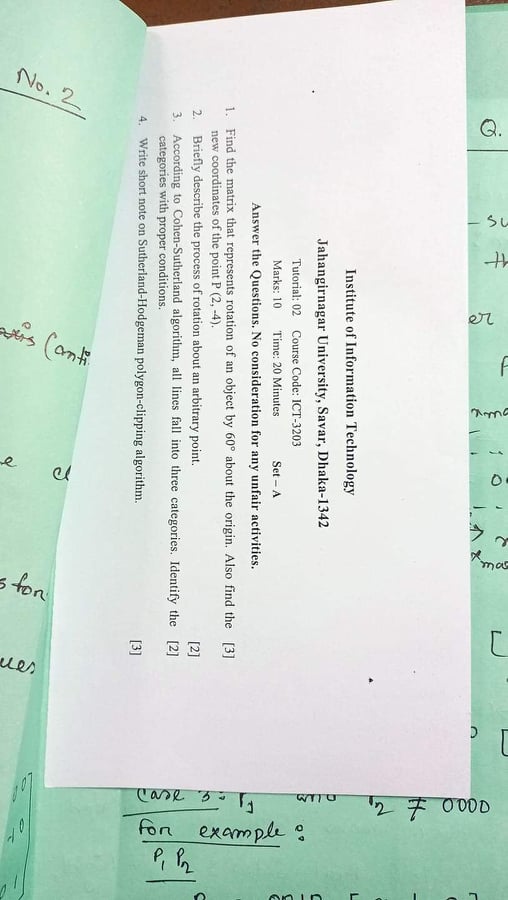 Institute of Information Technology
Jahangirnagar University, Savar, Dhaka-1342
Tutorial: 02 Course Code: ICT-3203
Marks: 10 Time: 20 Minutes Set – A
Answer the Questions. No consideration for any unfair activities.
1. Find the matrix that represents rotation of an object by 60° about the origin. Also find the [3]
new coordinates of the point P (2, -4).
2. Briefly describe the process of rotation about an arbitrary point. [2]
3. According to Cohen-Sutherland algorithm, all lines fall into three categories. Identify the [2]
categories with proper conditions.
4. Write short note on Sutherland-Hodgeman polygon-clipping algorithm. [3]
No. 2
Q.
Case 3: P1 and P2 ≠ 0000
For example:
P1 P2